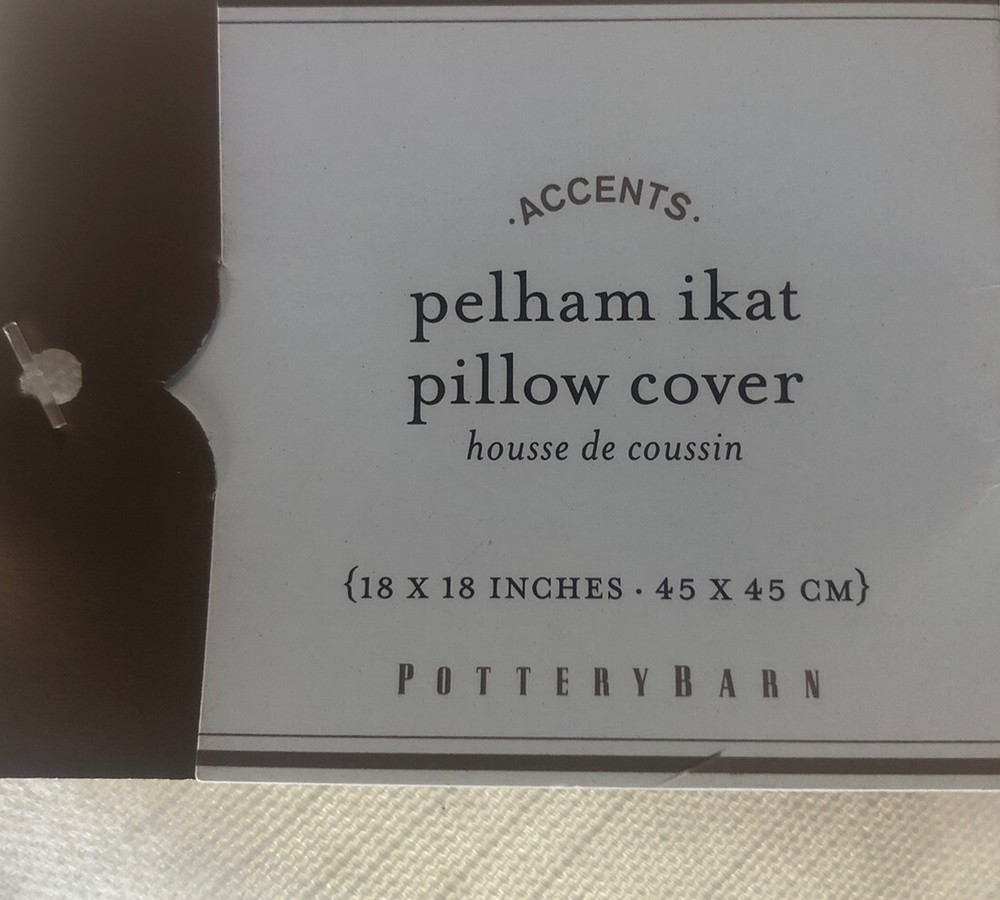 ·ACCENTS·
pelham ikat
pillow cover
housse de coussin
{18 X 18 INCHES · 45 X 45 CM}
POTTERYBARN